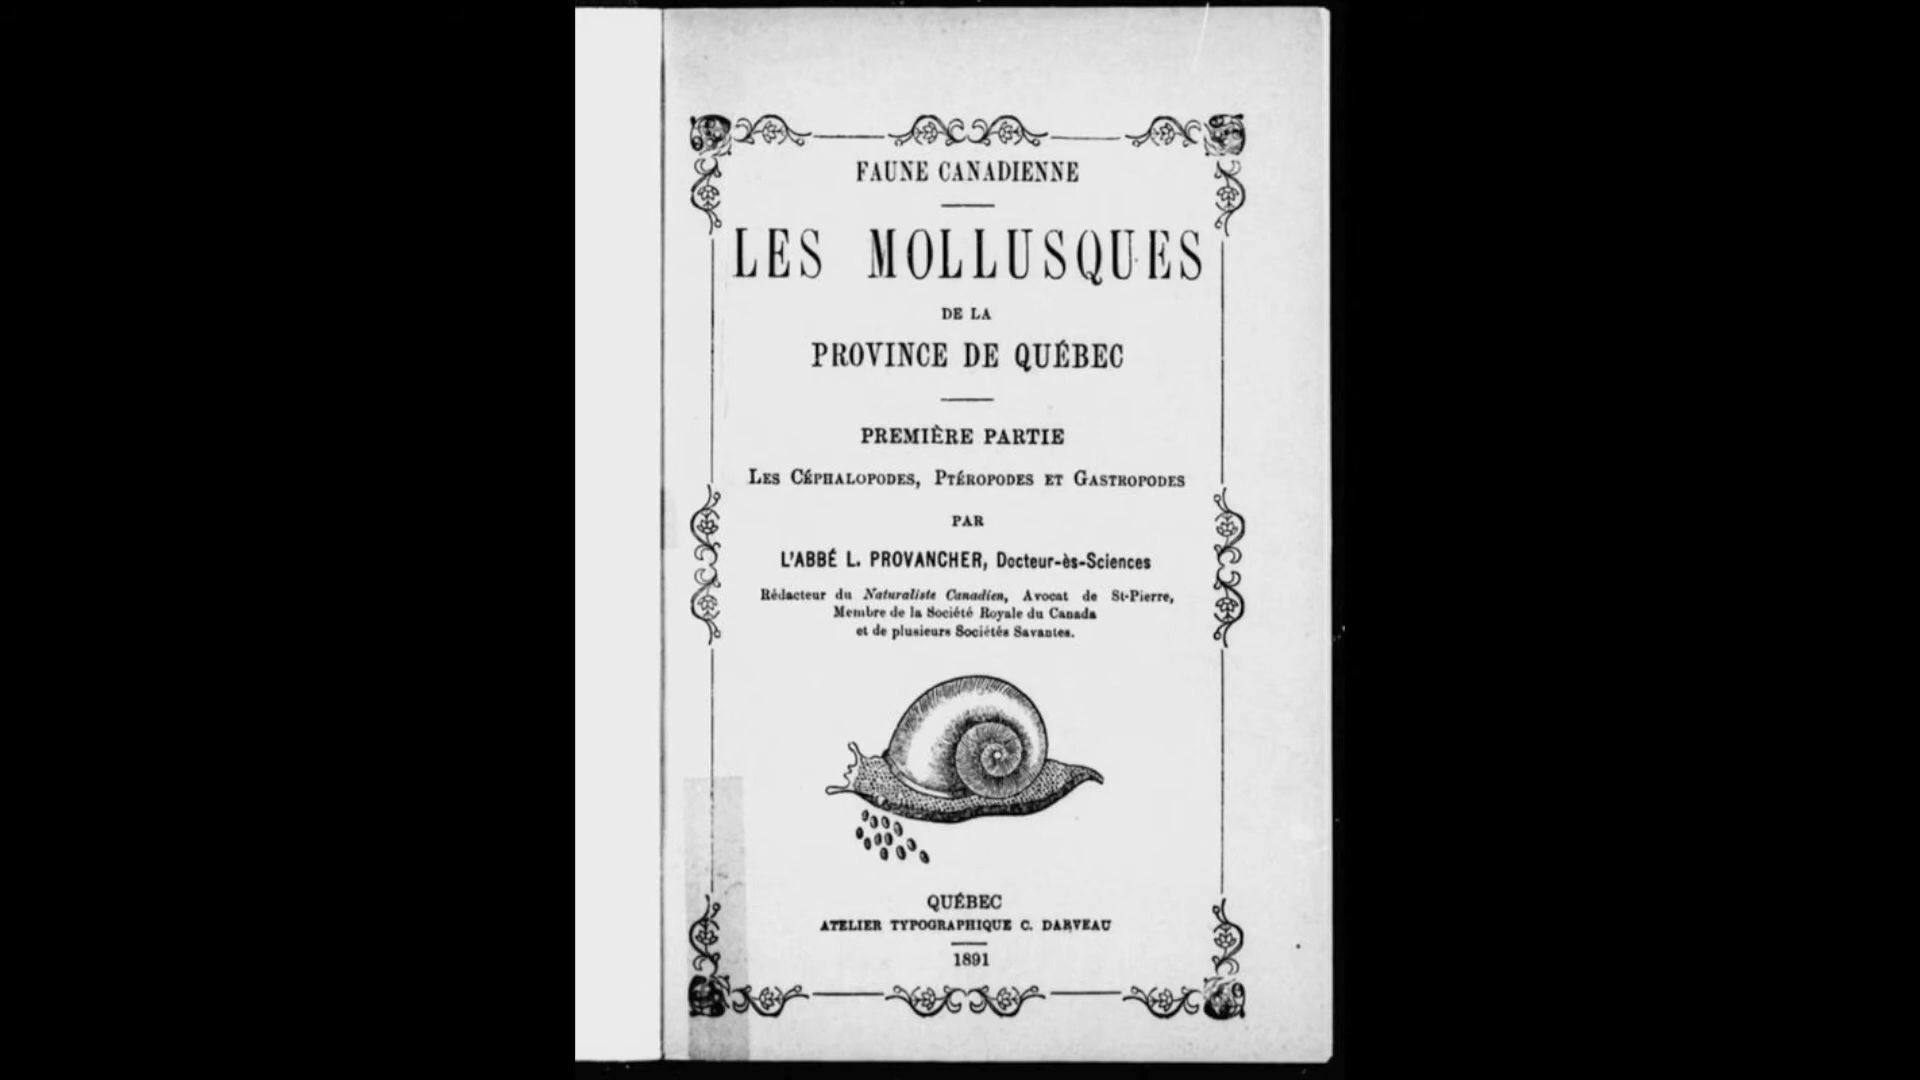 FAUNE CANADIENNE
LES MOLLUSQUES
DE LA
PROVINCE DE QUÉBEC
PREMIÈRE PARTIE
LES CÉPHALOPODES, PTÉROPODES ET GASTROPODES
PAR
L'ABBÉ L. PROVANCHER, Docteur-ès-Sciences
Rédacteur du Naturaliste Canadien, Avocat de St-Pierre,
Membre de la Société Royale du Canada
et de plusieurs Sociétés Savantes.
QUÉBEC
ATELIER TYPOGRAPHIQUE C. DARVEAU
1891